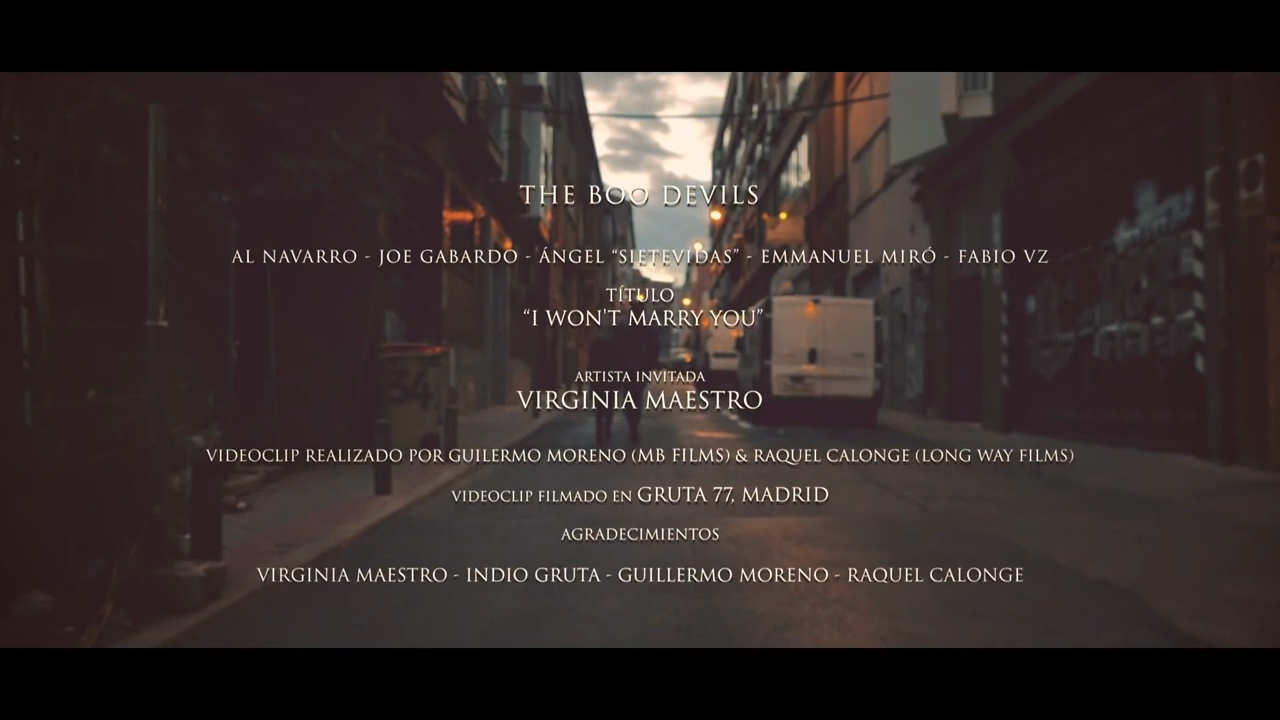 THE BOO DEVILS
AL NAVARRO - JOE GABARDO - ÁNGEL “SIETEVIDAS” - EMMANUEL MIRÓ - FABIO VZ
TÍTULO
“I WON'T MARRY YOU”
ARTISTA INVITADA
VIRGINIA MAESTRO
VIDEOCLIP REALIZADO POR GUILERMO MORENO (MB FILMS) & RAQUEL CALONGE (LONG WAY FILMS)
VIDEOCLIP FILMADO EN GRUTA 77, MADRID
AGRADECIMIENTOS
VIRGINIA MAESTRO - INDIO GRUTA - GUILLERMO MORENO - RAQUEL CALONGE